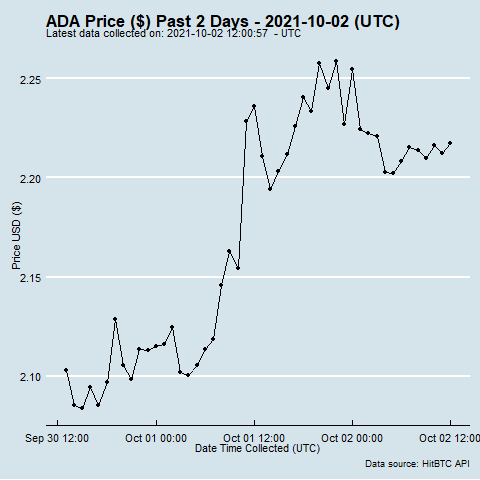 ADA Price ($) Past 2 Days - 2021-10-02 (UTC)
Latest data collected on: 2021-10-02 12:00:57  - UTC
2.25
2.20
2.15
2.10
Price USD ($)
Sep 30 12:00
Oct 01 00:00
Oct 01 12:00
Oct 02 00:00
Oct 02 12:00
Date Time Collected (UTC)
Data source: HitBTC API